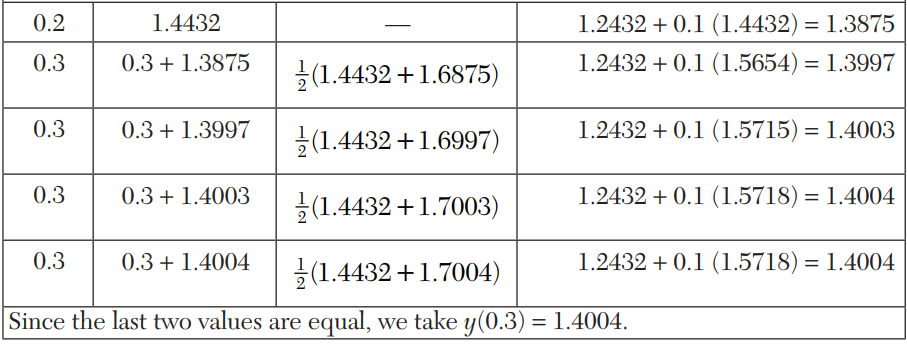 0.2 1.4432 — 1.2432 + 0.1 (1.4432) = 1.3875
0.3 0.3 + 1.3875 ½(1.4432 + 1.6875) 1.2432 + 0.1 (1.5654) = 1.3997
0.3 0.3 + 1.3997 ½(1.4432 + 1.6997) 1.2432 + 0.1 (1.5715) = 1.4003
0.3 0.3 + 1.4003 ½(1.4432 + 1.7003) 1.2432 + 0.1 (1.5718) = 1.4004
0.3 0.3 + 1.4004 ½(1.4432 + 1.7004) 1.2432 + 0.1 (1.5718) = 1.4004
Since the last two values are equal, we take y(0.3) = 1.4004.